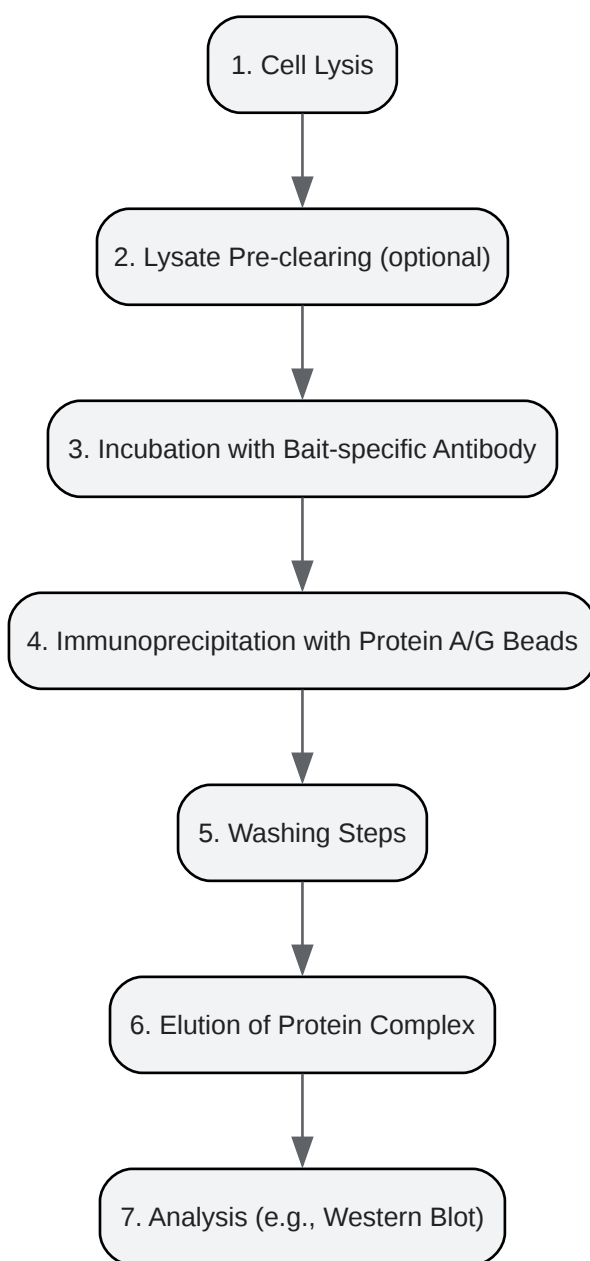 1. Cell Lysis
2. Lysate Pre-clearing (optional)
3. Incubation with Bait-specific Antibody
4. Immunoprecipitation with Protein A/G Beads
5. Washing Steps
6. Elution of Protein Complex
7. Analysis (e.g., Western Blot)